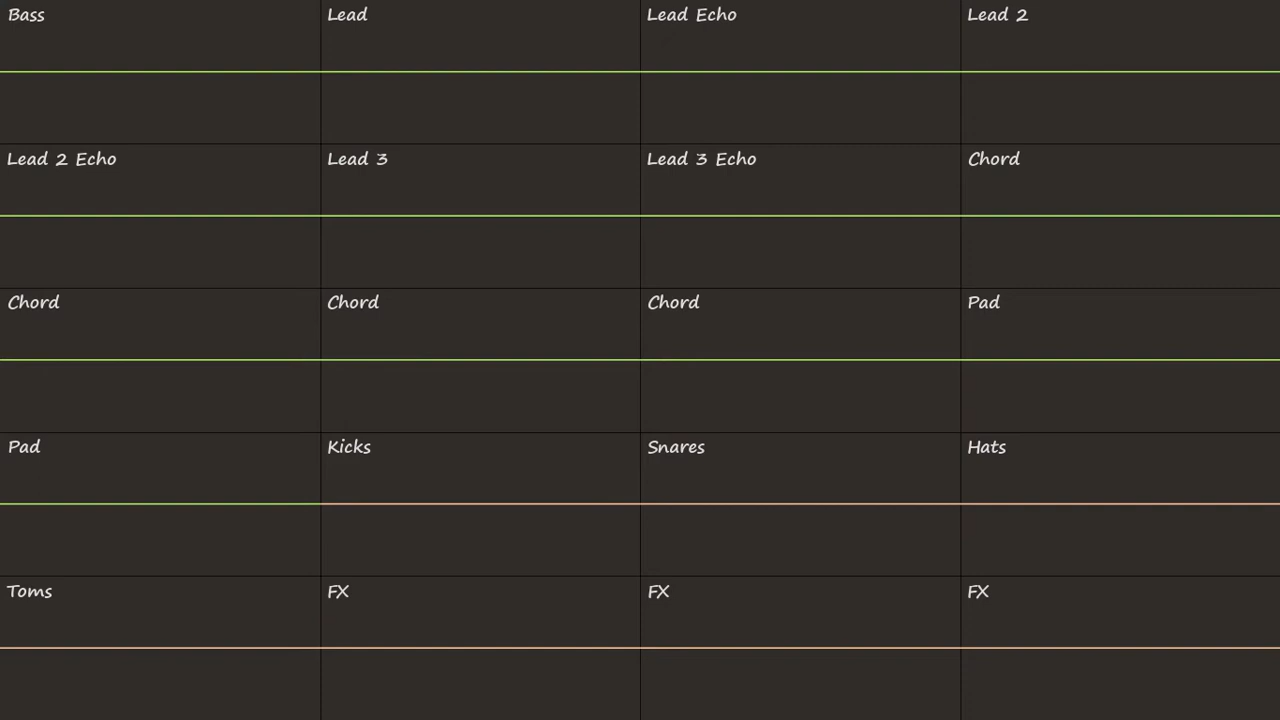 Bass
Lead
Lead Echo
Lead 2
Lead 2 Echo
Lead 3
Lead 3 Echo
Chord
Chord
Chord
Chord
Pad
Pad
Kicks
Snares
Hats
Toms
FX
FX
FX